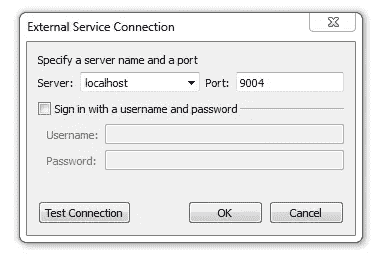 External Service Connection
Specify a server name and a port
Server: localhost Port: 9004
Sign in with a username and password
Username:
Password:
Test Connection OK Cancel